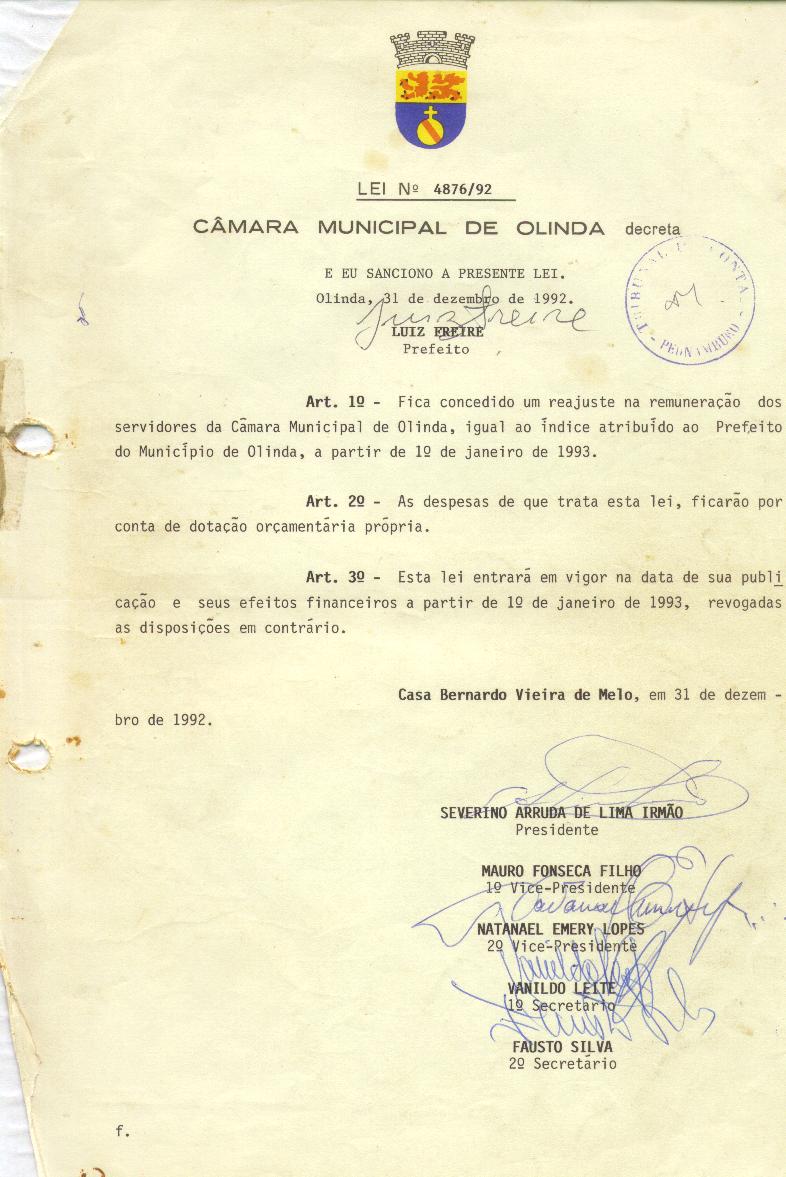 LEI Nº 4876/92
CÂMARA MUNICIPAL DE OLINDA decreta
E EU SANCIONO A PRESENTE LEI.
Olinda, 31 de dezembro de 1992.
Luiz Freire
LUIZ FREIRE
Prefeito
TRIBUNAL DE CONTAS
- PERNAMBUCO -
Art. 1º - Fica concedido um reajuste na remuneração dos
servidores da Câmara Municipal de Olinda, igual ao índice atribuído ao Prefeito
do Município de Olinda, a partir de 1º de janeiro de 1993.
Art. 2º - As despesas de que trata esta lei, ficarão por
conta de dotação orçamentária própria.
Art. 3º - Esta lei entrará em vigor na data de sua publi
cação e seus efeitos financeiros a partir de 1º de janeiro de 1993, revogadas
as disposições em contrário.
Casa Bernardo Vieira de Melo, em 31 de dezem -
bro de 1992.
SEVERINO ARRUDA DE LIMA IRMÃO
Presidente
MAURO FONSECA FILHO
1º Vice-Presidente
NATANAEL EMERY LOPES
2º Vice-Presidente
VANILDO LEITE
1º Secretário
FAUSTO SILVA
2º Secretário
f.